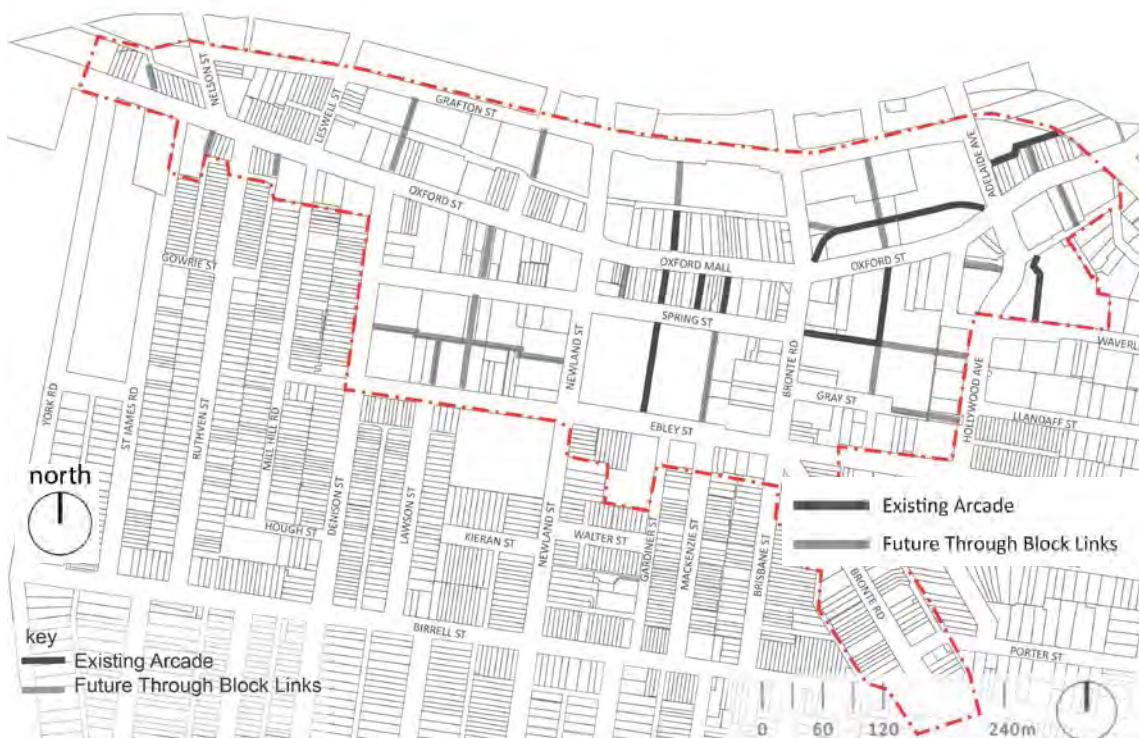 NELSON ST
LESWELL ST
GRAFTON ST
ADELAIDE AVE
OXFORD ST
OXFORD MALL
OXFORD ST
GOWRIE ST
SPRING ST
NEWLAND ST
BRONTE RD
WAVERL
HOLLYWOOD AVE
GRAY ST
LLANDAFF ST
EBLEY ST
YORK RD
ST JAMES RD
RUTHVEN ST
MILL HILL RD
DENISON ST
LAWSON ST
NEWLAND ST
north
Existing Arcade
Future Through Block Links
HOUGH ST
KIERAN ST
WALTER ST
GARDINER ST
MACKENZIE ST
BRISBANE ST
BRONTE RD
BIRRELL ST
PORTER ST
key
Existing Arcade
Future Through Block Links
0 60 120 240m